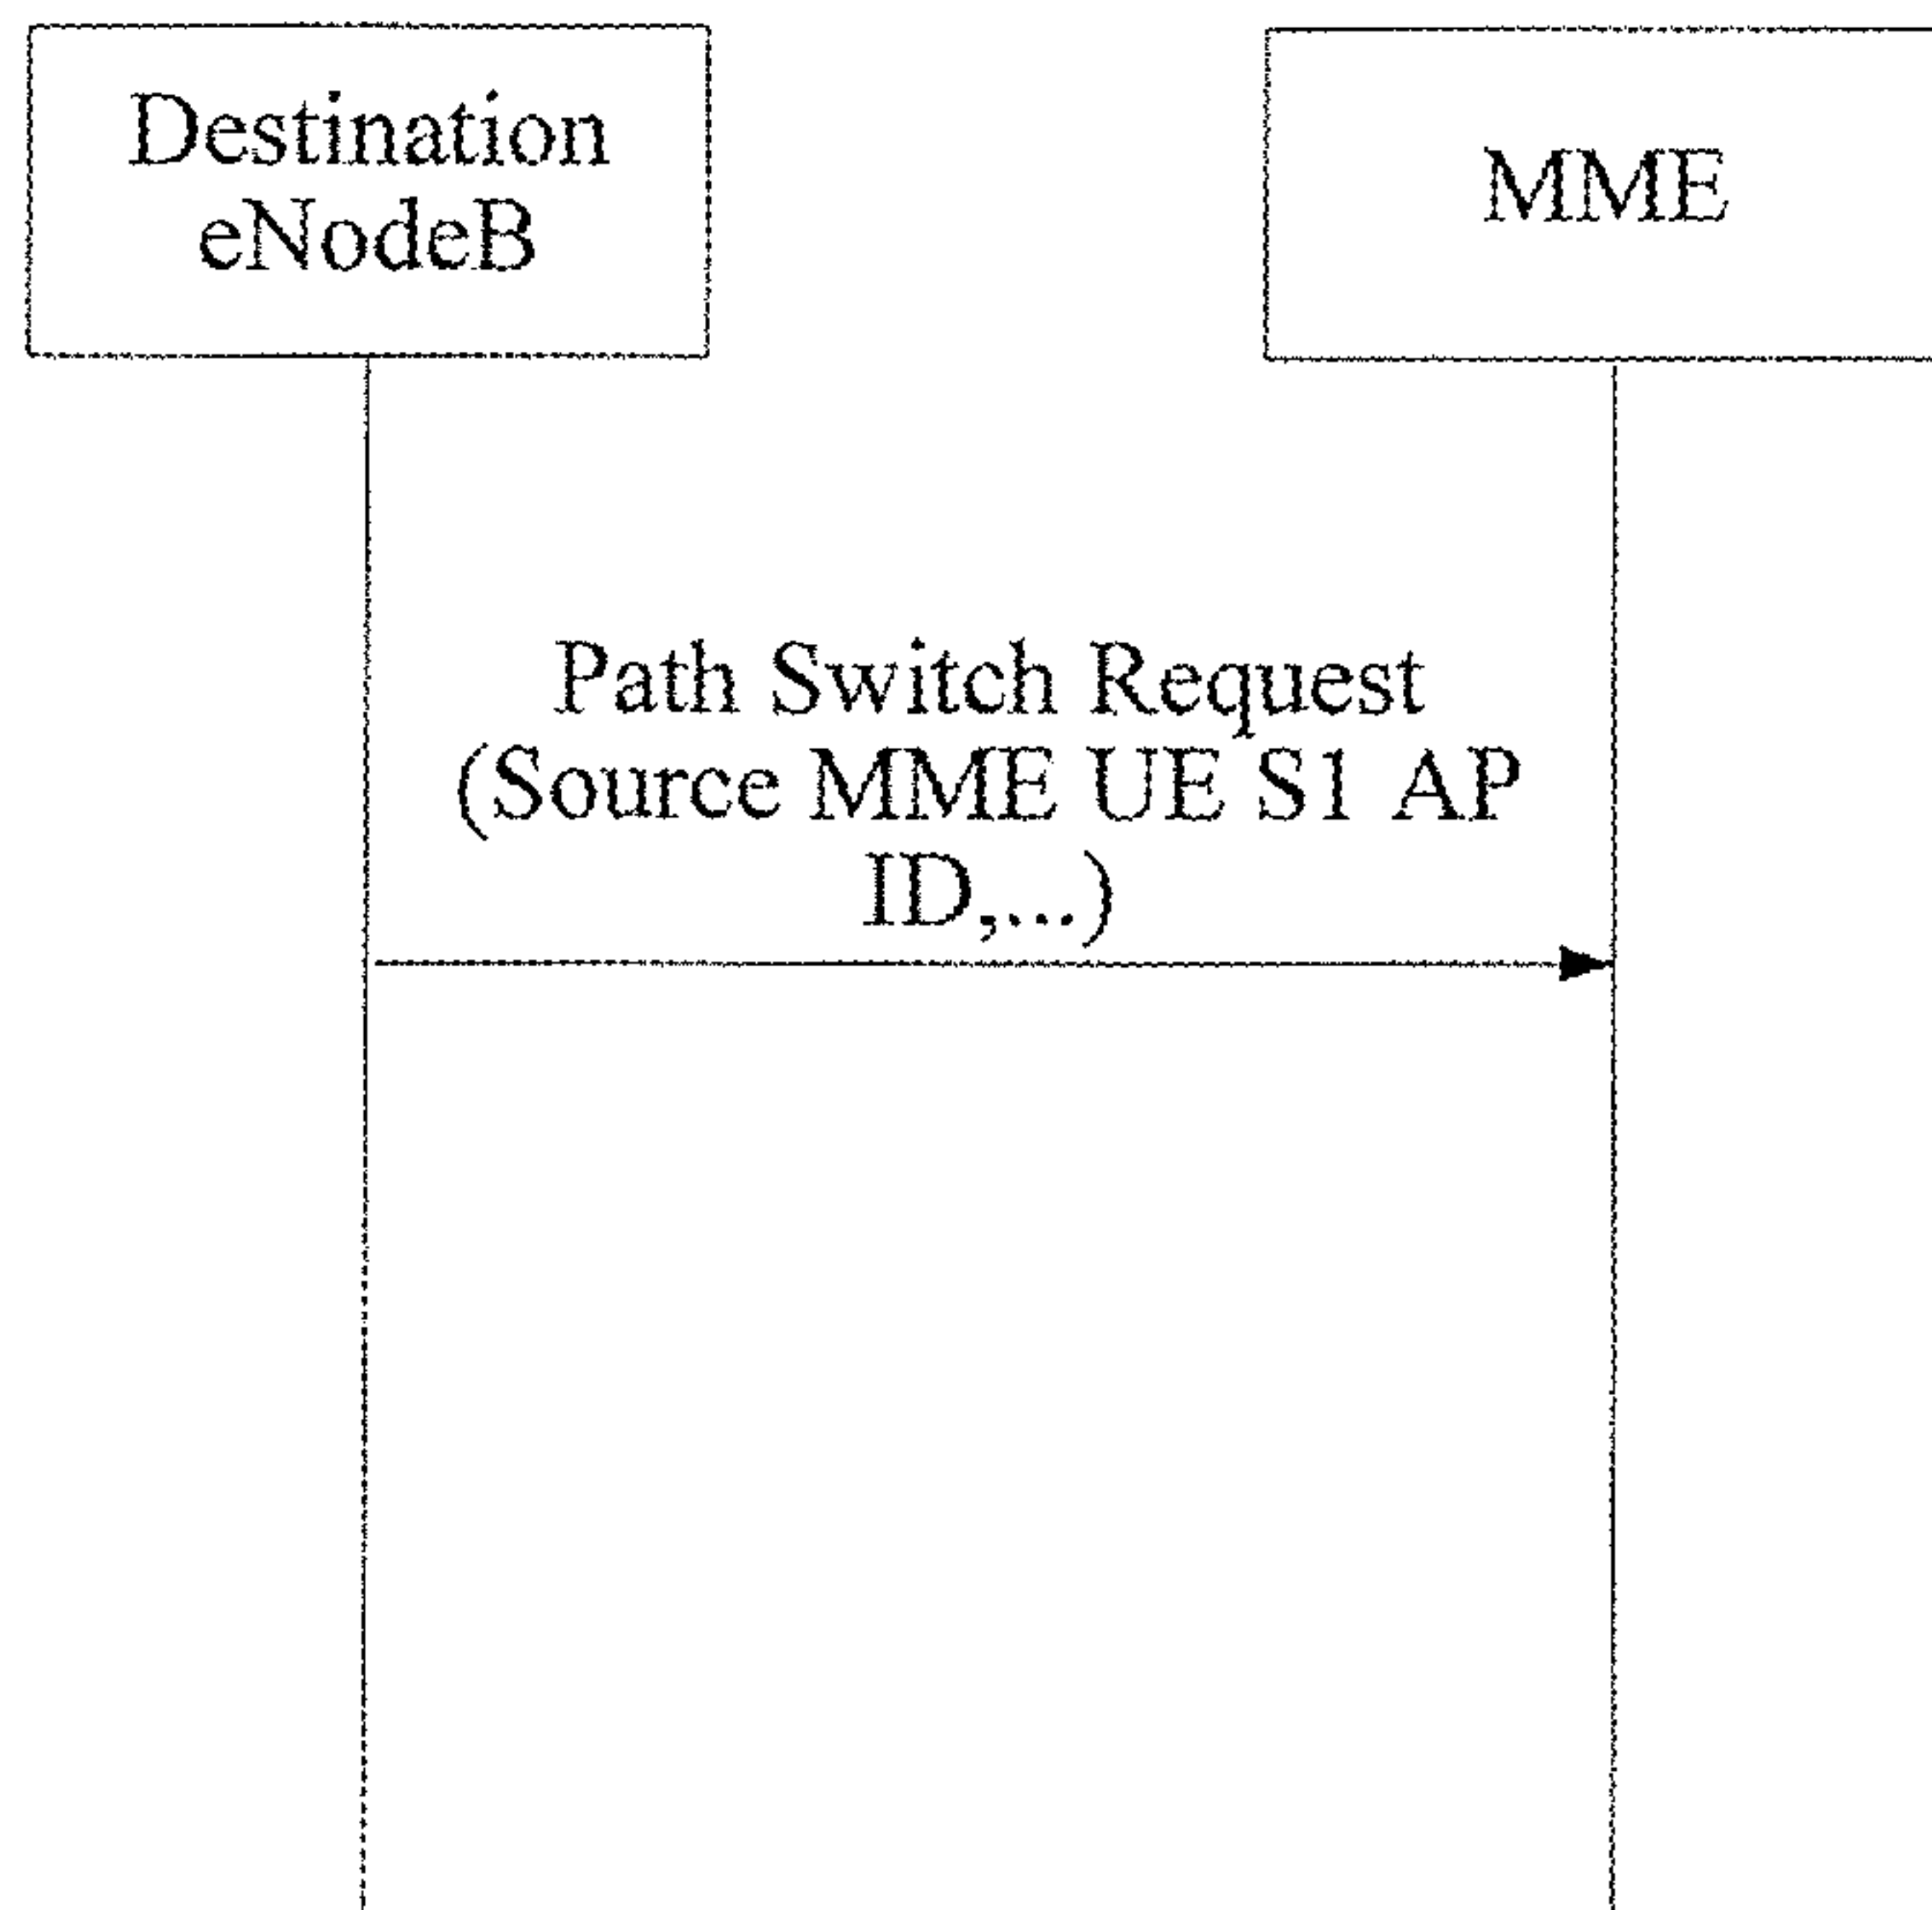 Destination
eNodeB
MME
Path Switch Request
(Source MME UE S1 AP
ID,...)